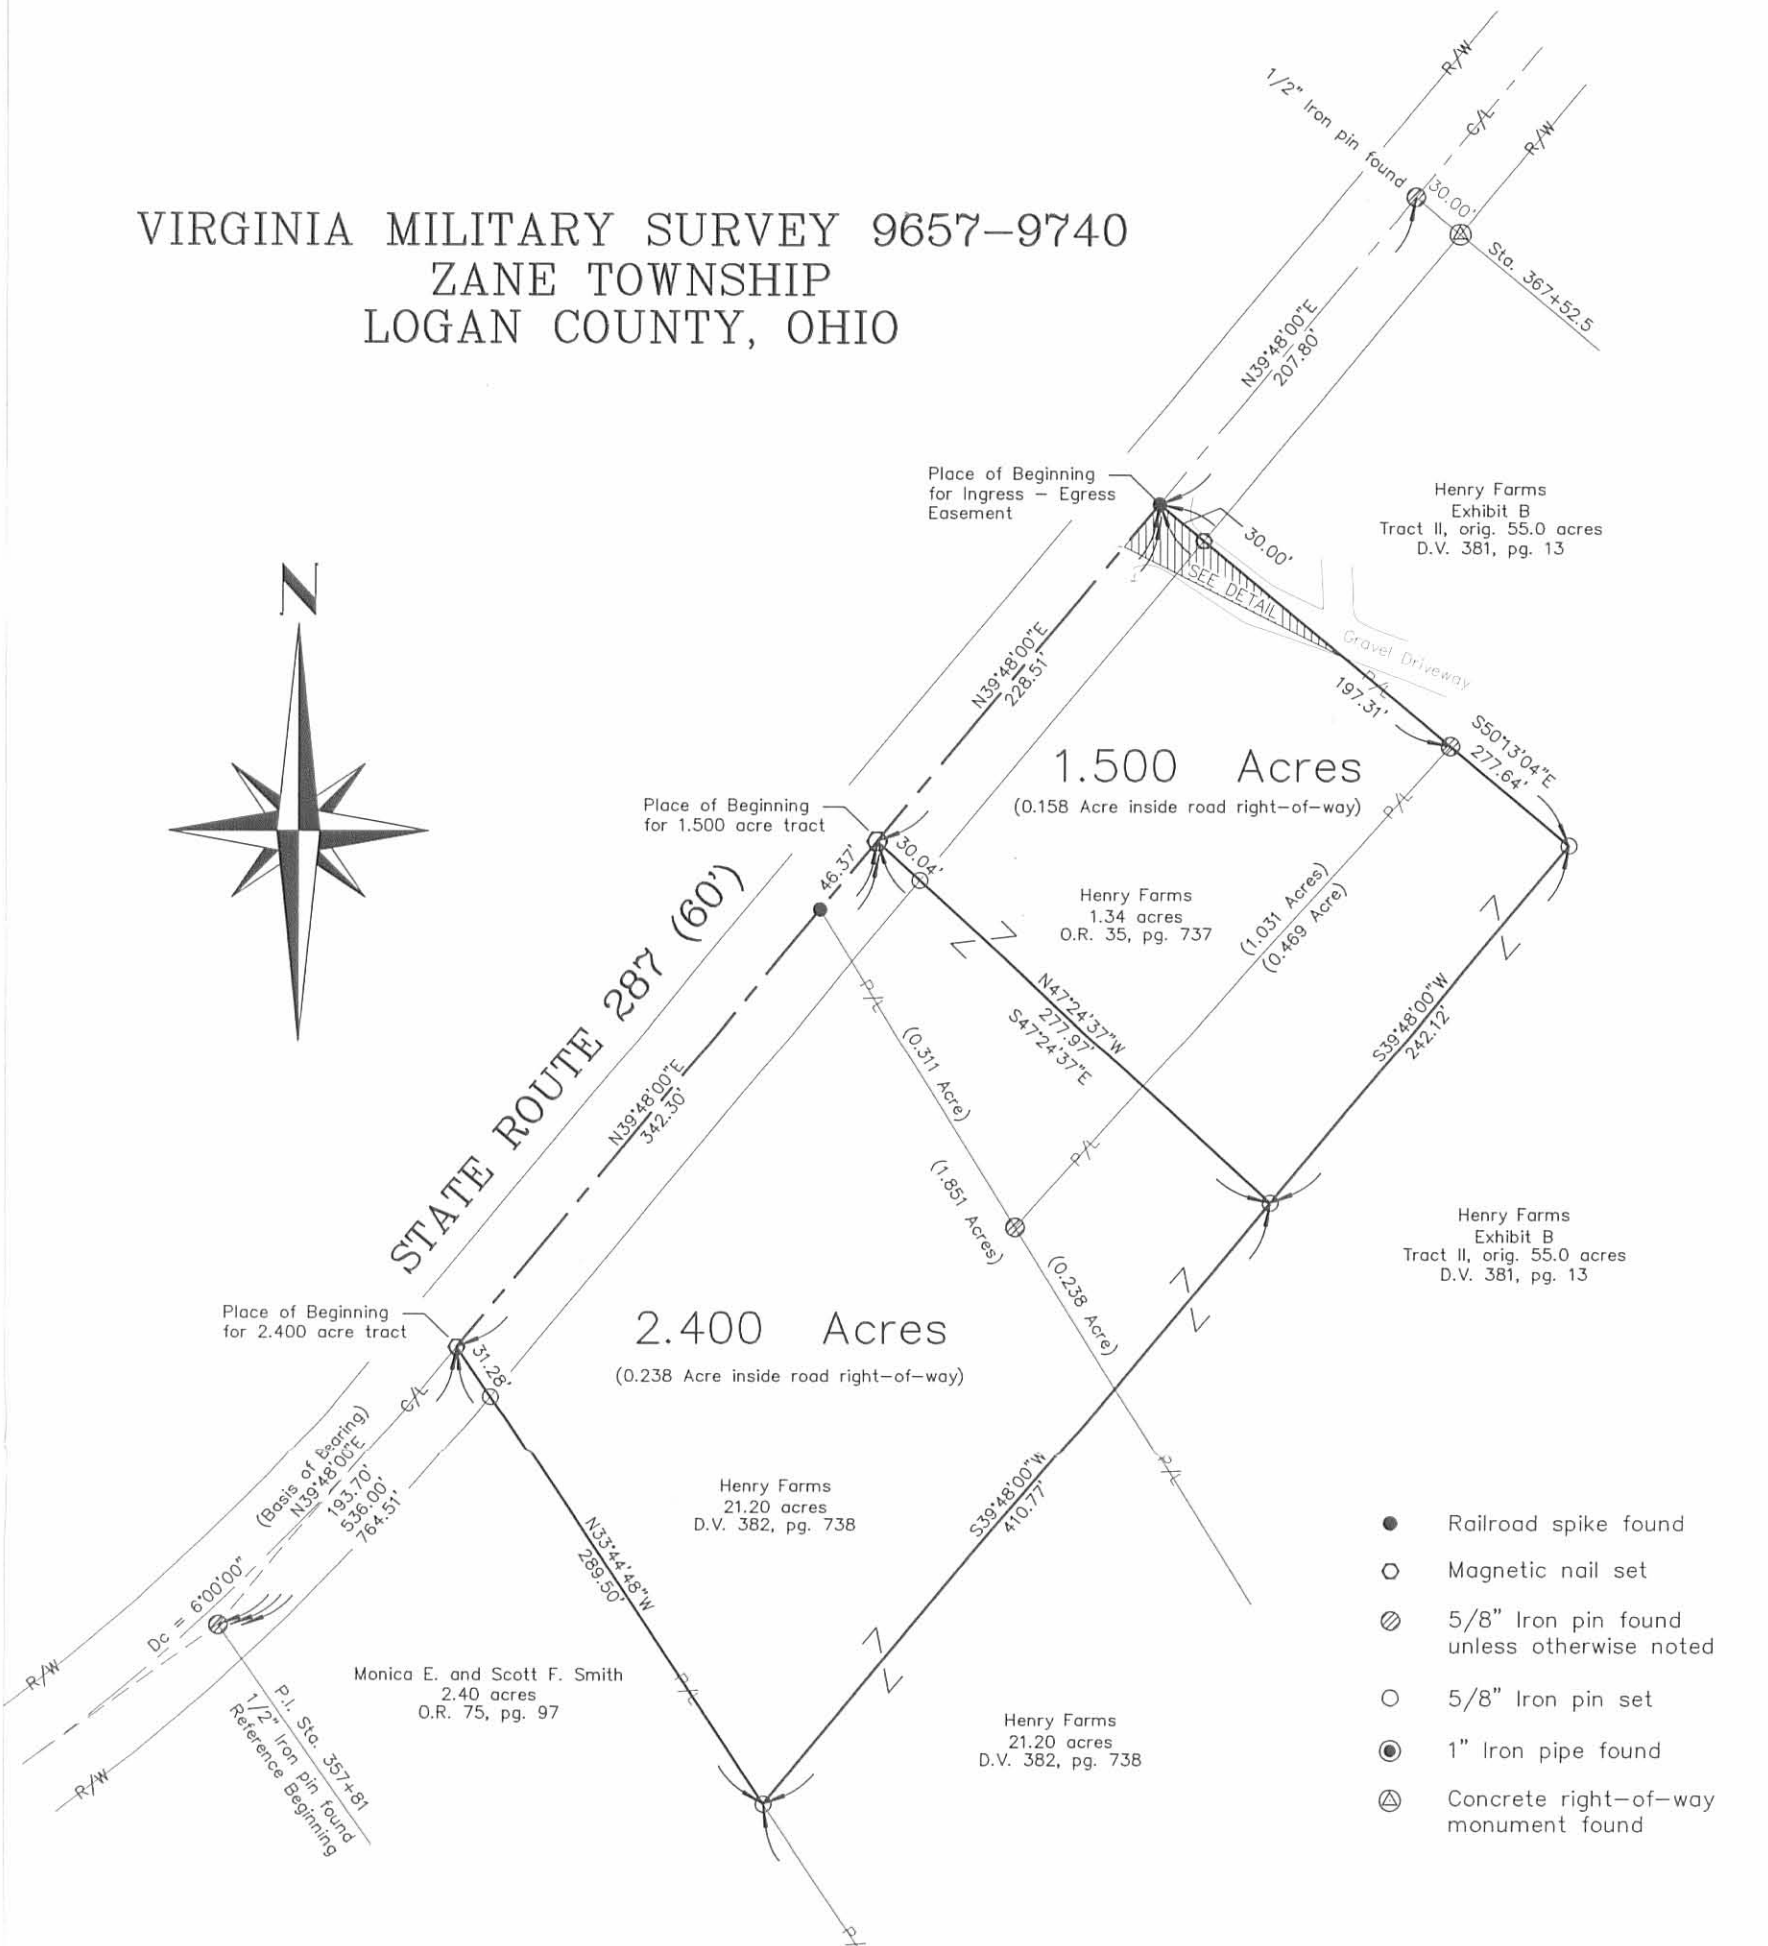 VIRGINIA MILITARY SURVEY 9657-9740
ZANE TOWNSHIP
LOGAN COUNTY, OHIO
R/W
C/L
R/W
1/2" Iron pin found
30.00'
Sta. 367+52.5
N39°48'00"E
207.80'
Place of Beginning
for Ingress - Egress
Easement
Henry Farms
Exhibit B
Tract II, orig. 55.0 acres
D.V. 381, pg. 13
30.00'
SEE DETAIL
Gravel Driveway
P/L
197.31'
S50°13'04"E
277.64'
N
N39°48'00"E
228.51'
1.500 Acres
(0.158 Acre inside road right-of-way)
P/L
Place of Beginning
for 1.500 acre tract
30.04'
46.37'
Henry Farms
1.34 acres
O.R. 35, pg. 737
(1.031 Acres)
(0.469 Acre)
STATE ROUTE 287 (60')
P/L
N47°24'37"W
277.97'
S47°24'37"E
S39°48'00"W
242.12'
(0.311 Acre)
N39°48'00"E
342.30'
P/L
(1.851 Acres)
(0.238 Acre)
Henry Farms
Exhibit B
Tract II, orig. 55.0 acres
D.V. 381, pg. 13
Place of Beginning
for 2.400 acre tract
31.28'
2.400 Acres
(0.238 Acre inside road right-of-way)
C/L
(Basis of Bearing)
N39°48'00"E
193.70'
536.00'
764.51'
Henry Farms
21.20 acres
D.V. 382, pg. 738
S39°48'00"W
410.77'
P/L
N33°44'48"W
289.50'
Dc = 6°00'00"
R/W
R/W
P.I. Sta. 357+81
1/2" Iron pin found
Reference Beginning
Monica E. and Scott F. Smith
2.40 acres
O.R. 75, pg. 97
P/L
Henry Farms
21.20 acres
D.V. 382, pg. 738
P/
Railroad spike found
Magnetic nail set
5/8" Iron pin found
unless otherwise noted
5/8" Iron pin set
1" Iron pipe found
Concrete right-of-way
monument found